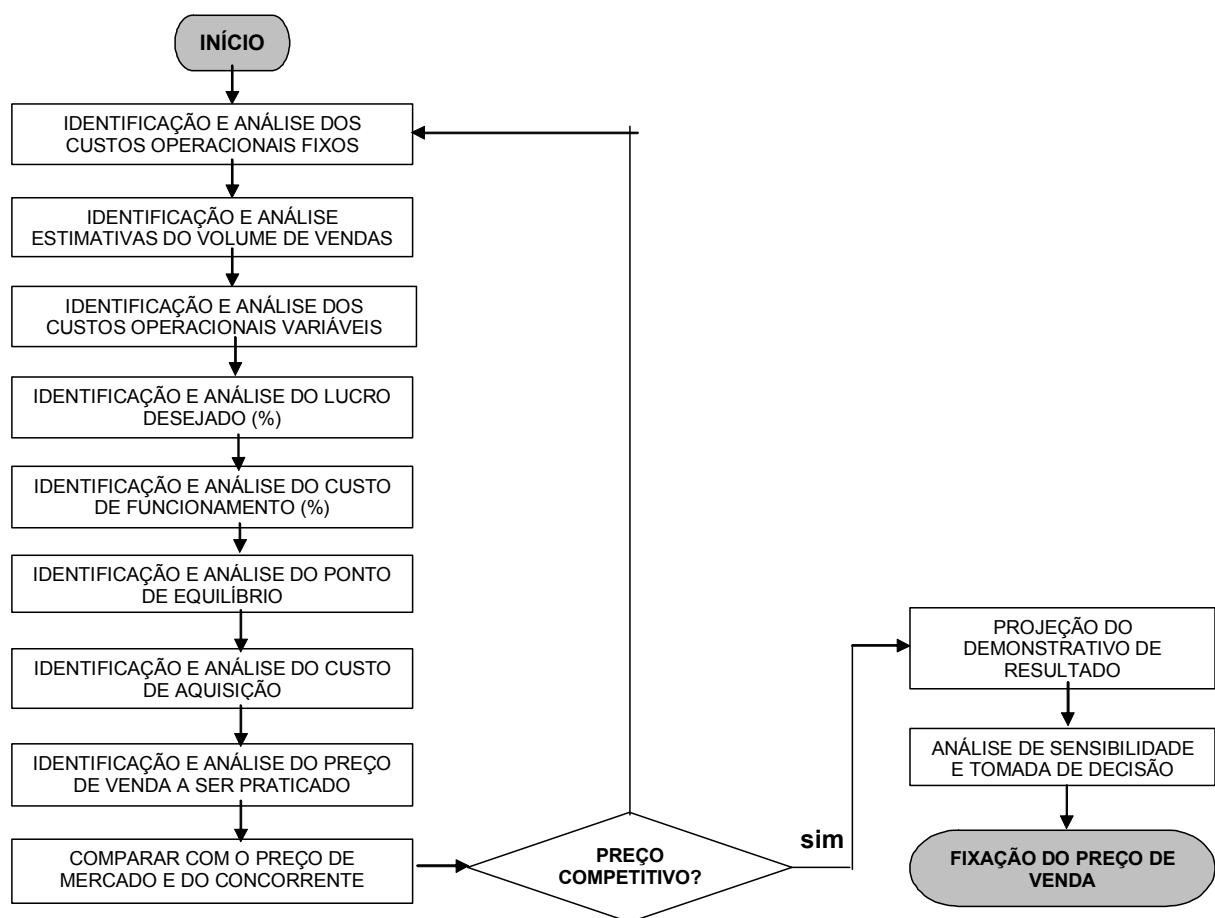 INÍCIO
IDENTIFICAÇÃO E ANÁLISE DOS
CUSTOS OPERACIONAIS FIXOS
IDENTIFICAÇÃO E ANÁLISE
ESTIMATIVAS DO VOLUME DE VENDAS
IDENTIFICAÇÃO E ANÁLISE DOS
CUSTOS OPERACIONAIS VARIÁVEIS
IDENTIFICAÇÃO E ANÁLISE DO LUCRO
DESEJADO (%)
IDENTIFICAÇÃO E ANÁLISE DO CUSTO
DE FUNCIONAMENTO (%)
IDENTIFICAÇÃO E ANÁLISE DO PONTO
DE EQUILÍBRIO
IDENTIFICAÇÃO E ANÁLISE DO CUSTO
DE AQUISIÇÃO
IDENTIFICAÇÃO E ANÁLISE DO PREÇO
DE VENDA A SER PRATICADO
COMPARAR COM O PREÇO DE
MERCADO E DO CONCORRENTE
PREÇO
COMPETITIVO?
sim
PROJEÇÃO DO
DEMONSTRATIVO DE
RESULTADO
ANÁLISE DE SENSIBILIDADE
E TOMADA DE DECISÃO
FIXAÇÃO DO PREÇO DE
VENDA